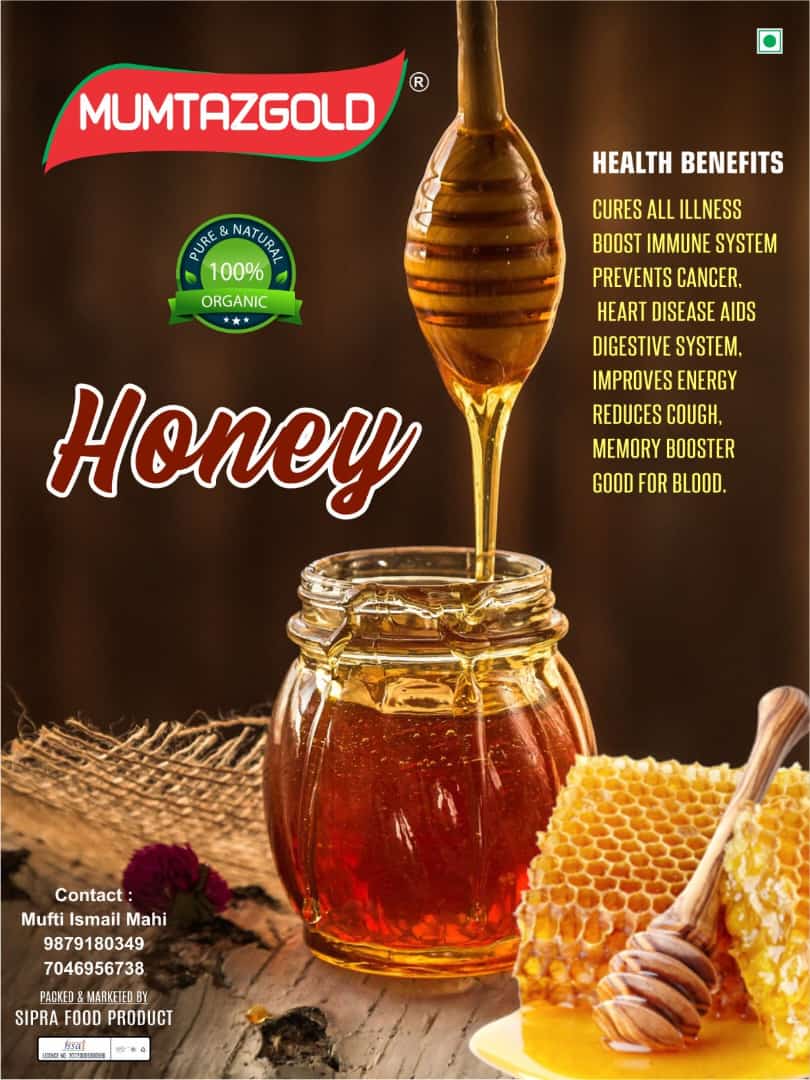 MUMTAZGOLD ®
PURE & NATURAL
100%
ORGANIC
Honey
HEALTH BENEFITS
CURES ALL ILLNESS
BOOST IMMUNE SYSTEM
PREVENTS CANCER,
HEART DISEASE AIDS
DIGESTIVE SYSTEM,
IMPROVES ENERGY
REDUCES COUGH,
MEMORY BOOSTER
GOOD FOR BLOOD.
Contact :
Mufti Ismail Mahi
9879180349
7046956738
PACKED & MARKETED BY
SIPRA FOOD PRODUCT
fssai
LICENCE NO.